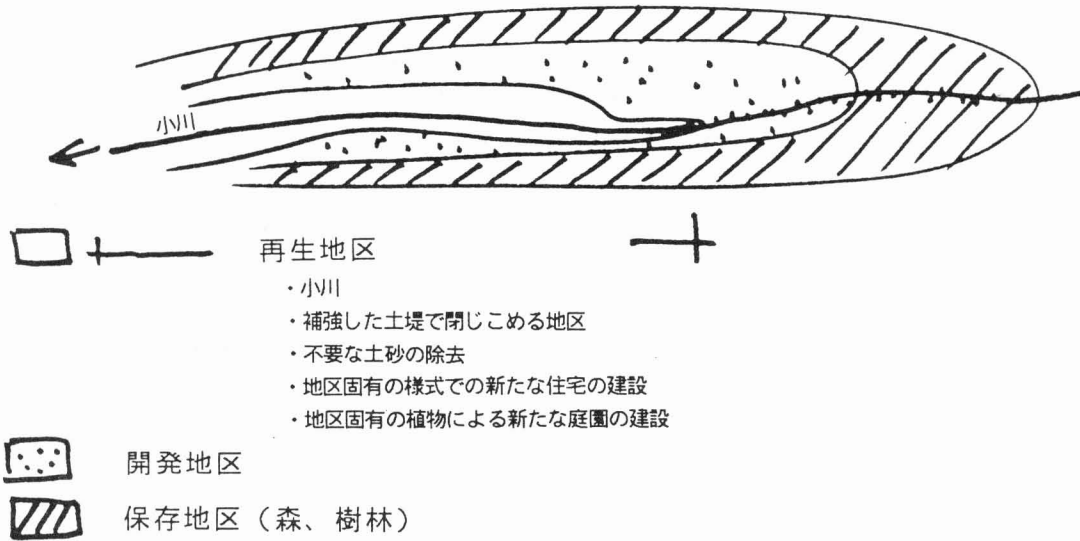 小川
再生地区
・小川
・補強した土堤で閉じこめる地区
・不要な土砂の除去
・地区固有の様式での新たな住宅の建設
・地区固有の植物による新たな庭園の建設
開発地区
保存地区（森、樹林）